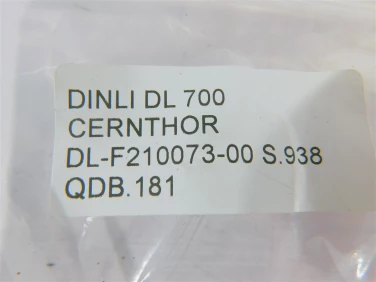 DINLI DL 700
CERNTHOR
DL-F210073-00 S.938
QDB.181